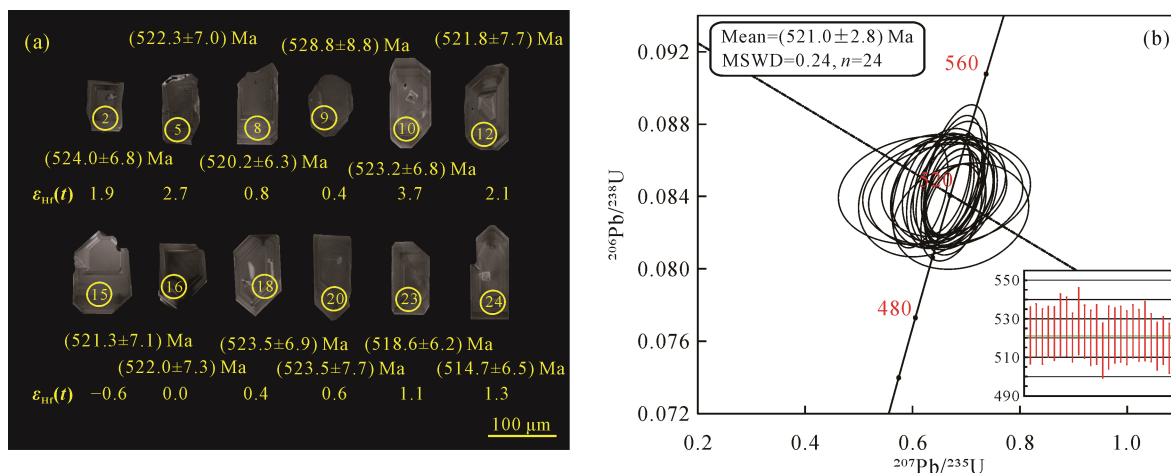 (a)
(522.3±7.0) Ma
(528.8±8.8) Ma
(521.8±7.7) Ma
2
5
8
9
10
12
(524.0±6.8) Ma
(520.2±6.3) Ma
(523.2±6.8) Ma
εHf(t) 1.9 2.7 0.8 0.4 3.7 2.1
15
16
18
20
23
24
(521.3±7.1) Ma
(523.5±6.9) Ma
(518.6±6.2) Ma
(522.0±7.3) Ma
(523.5±7.7) Ma
(514.7±6.5) Ma
εHf(t) −0.6 0.0 0.4 0.6 1.1 1.3
100 μm
(b)
Mean=(521.0±2.8) Ma
MSWD=0.24, n=24
560
520
480
0.092
0.088
0.084
0.080
0.076
0.072
²⁰⁶Pb/²³⁸U
550
530
510
490
0.2 0.4 0.6 0.8 1.0
²⁰⁷Pb/²³⁵U